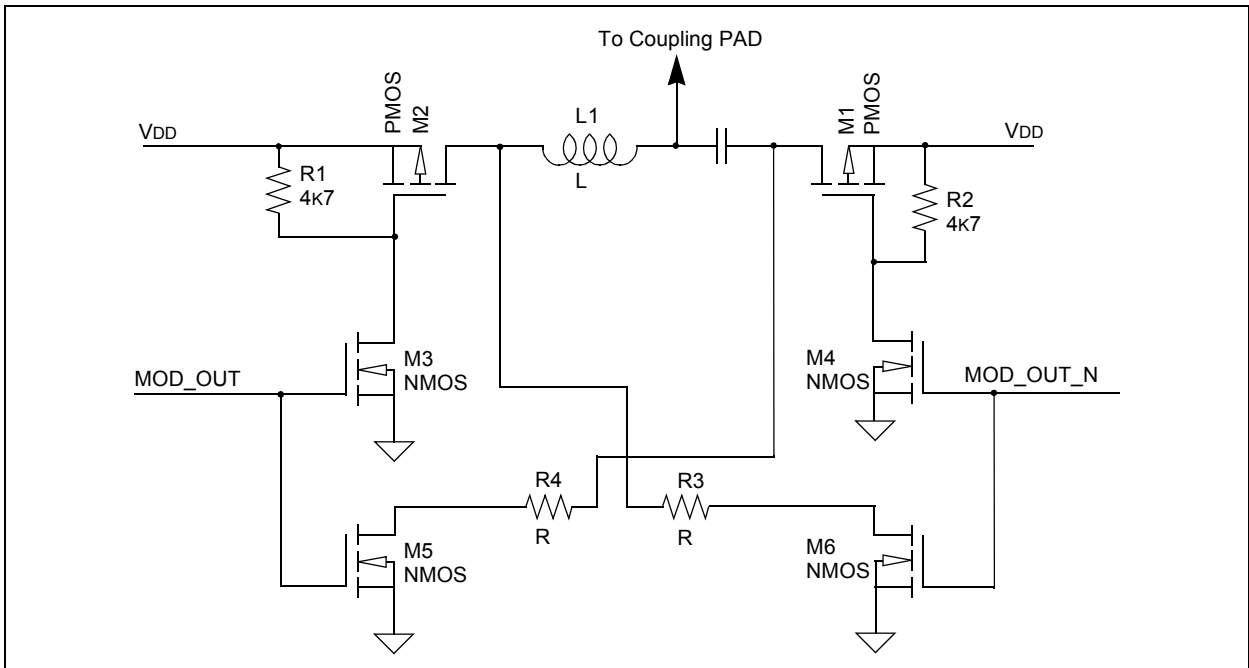 To Coupling PAD
PMOS
M2
L1
L
M1
PMOS
VDD
VDD
R1
4K7
R2
4K7
M3
NMOS
MOD_OUT
M4
NMOS
MOD_OUT_N
R4
R
R3
R
M5
NMOS
M6
NMOS